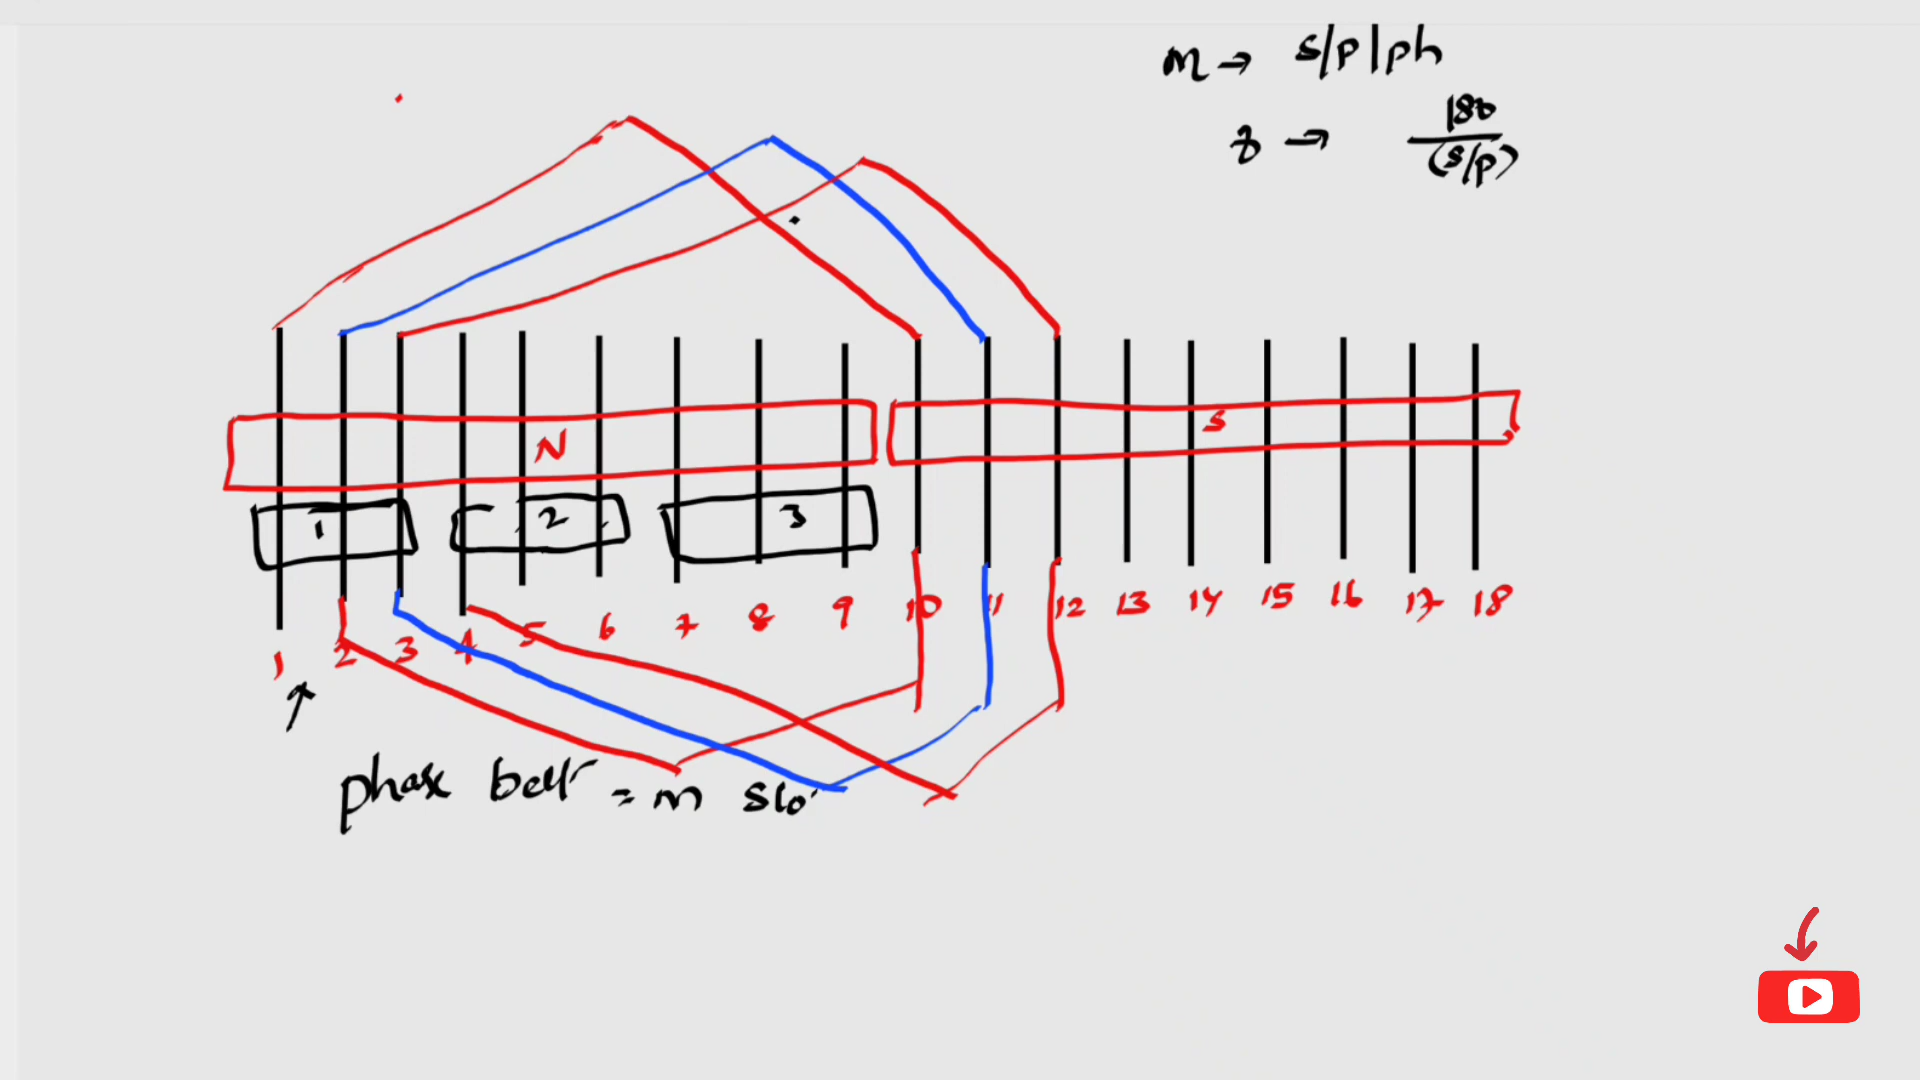 m → s/p/ph
γ → 180/(s/p)
N
S
1 2 3
1 2 3 4 5 6 7 8 9 10 11 12 13 14 15 16 17 18
phase belt = m slo